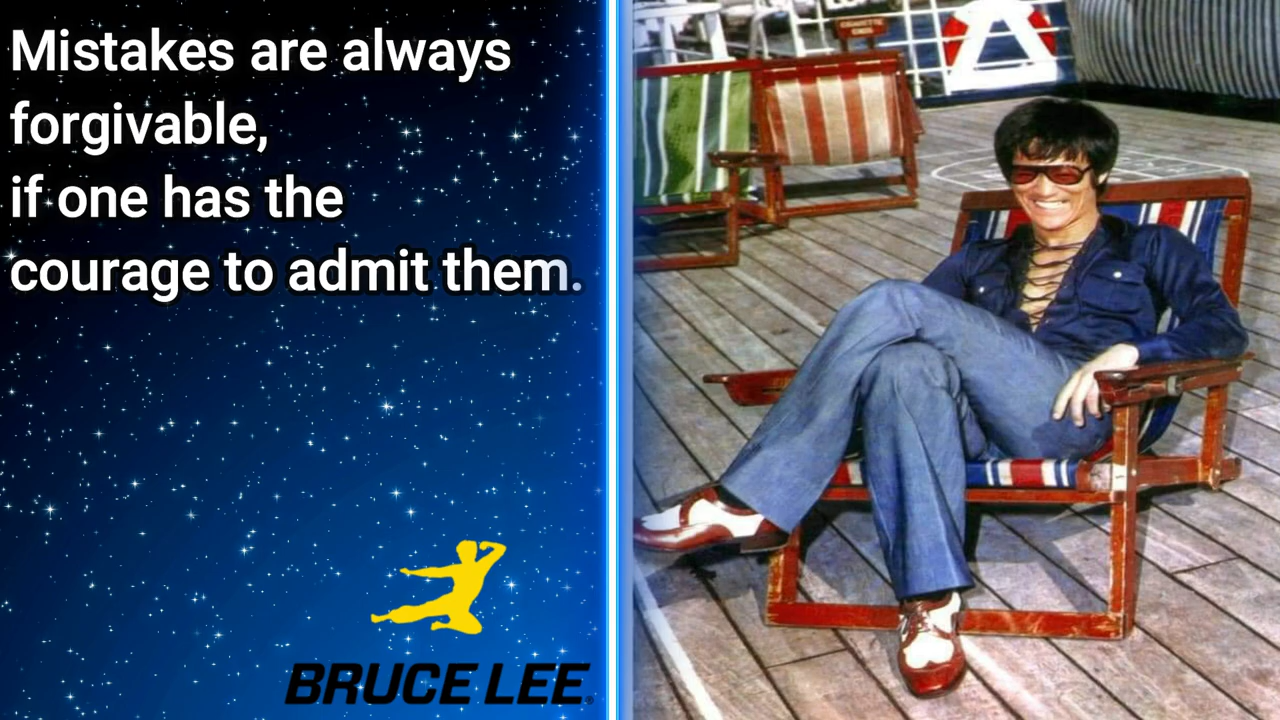 Mistakes are always
forgivable,
if one has the
courage to admit them.
BRUCE LEE®